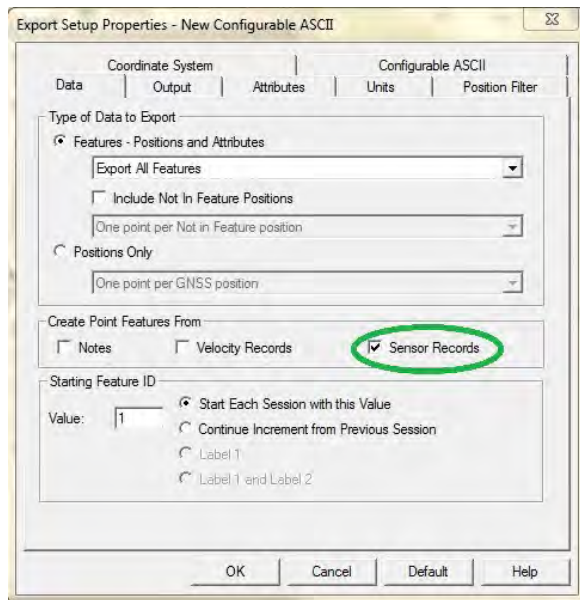 Export Setup Properties - New Configurable ASCII
Coordinate System Configurable ASCII
Data Output Attributes Units Position Filter
Type of Data to Export
Features - Positions and Attributes
Export All Features
Include Not In Feature Positions
One point per Not in Feature position
Positions Only
One point per GNSS position
Create Point Features From
Notes Velocity Records Sensor Records
Starting Feature ID
Value: 1 Start Each Session with this Value
Continue Increment from Previous Session
Label 1
Label 1 and Label 2
OK Cancel Default Help